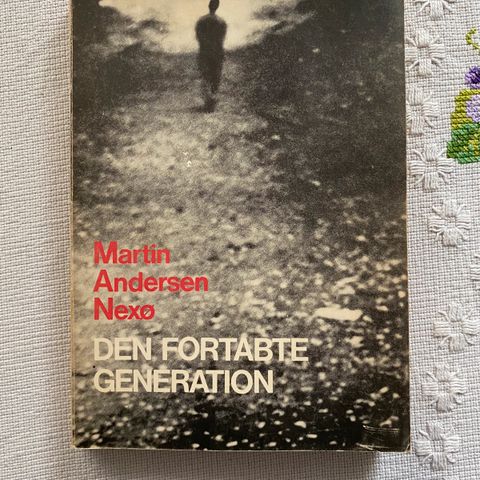 Martin
Andersen
Nexø
DEN FORTABTE
GENERATION